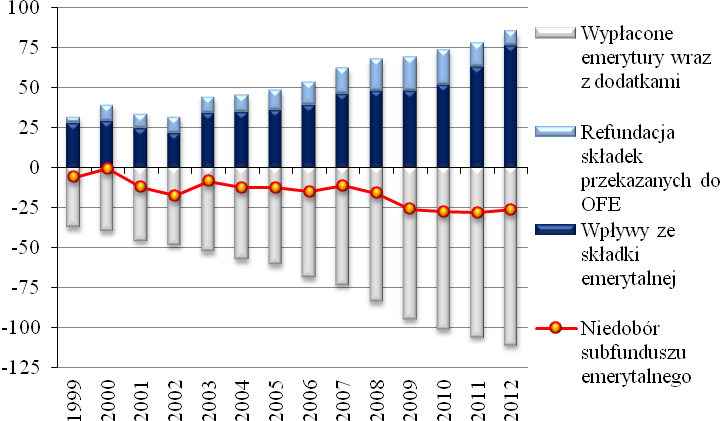 100
75
50
25
0
-25
-50
-75
-100
-125
1999
2000
2001
2002
2003
2004
2005
2006
2007
2008
2009
2010
2011
2012
Wypłacone
emerytury wraz
z dodatkami
Refundacja
składek
przekazanych do
OFE
Wpływy ze
składki
emerytalnej
Niedobór
subfunduszu
emerytalnego